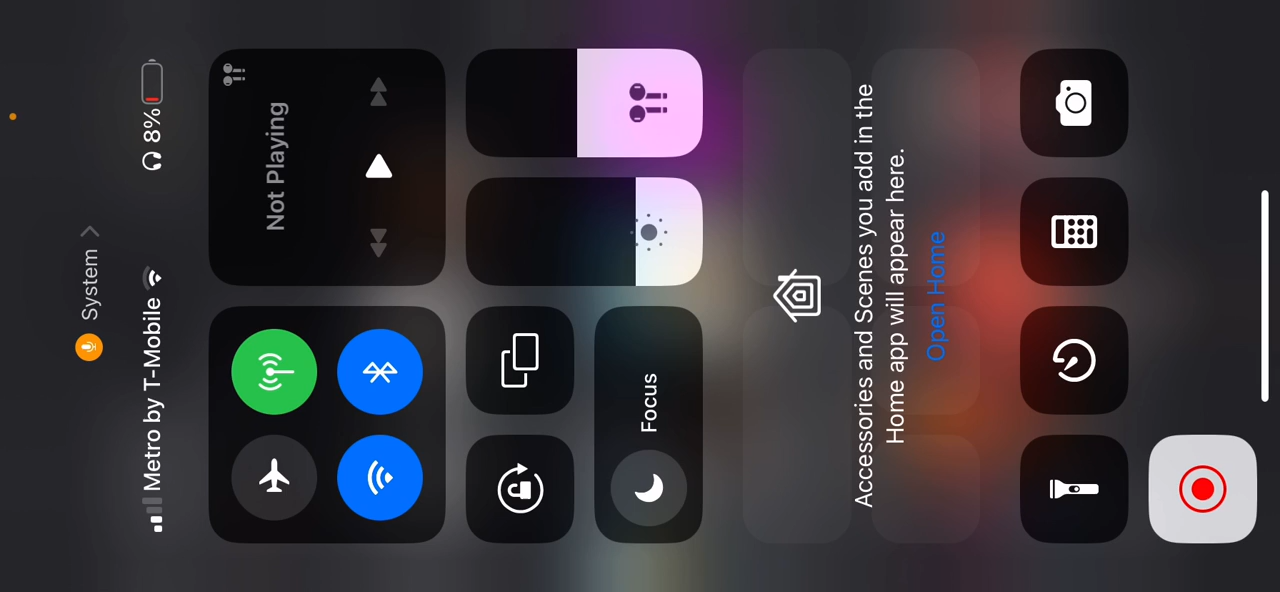 System
Metro by T-Mobile
8%
Not Playing
Focus
Accessories and Scenes you add in the
Home app will appear here.
Open Home